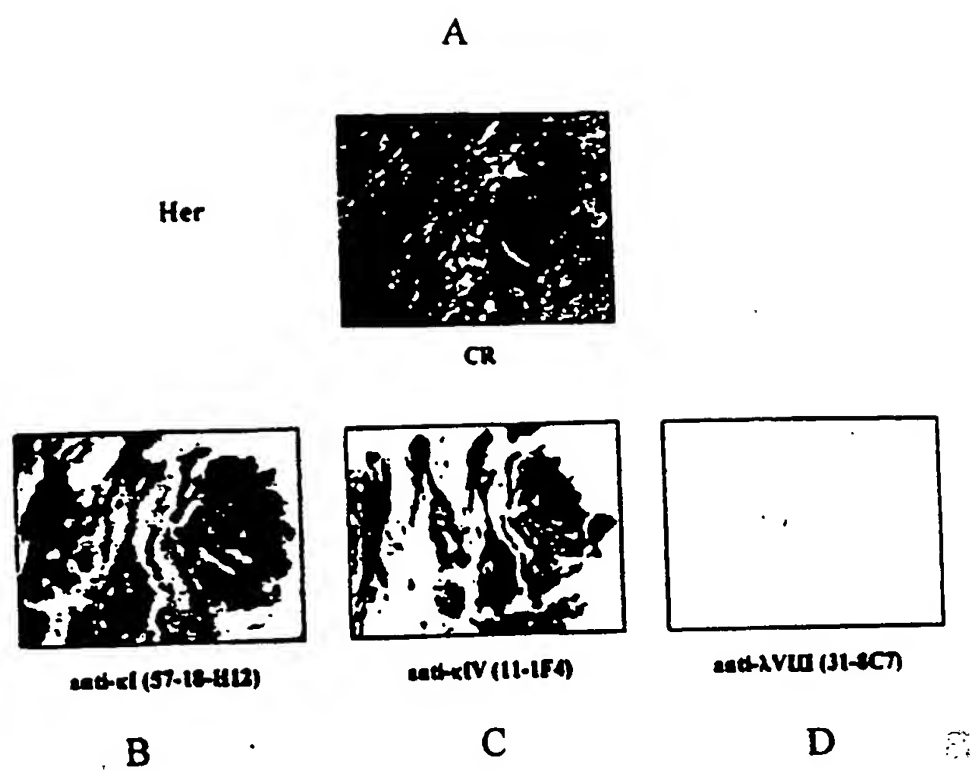 A
Her
CR
anti-κI (57-18-H12)
anti-κIV (11-1F4)
anti-λVIII (31-8C7)
B
C
D